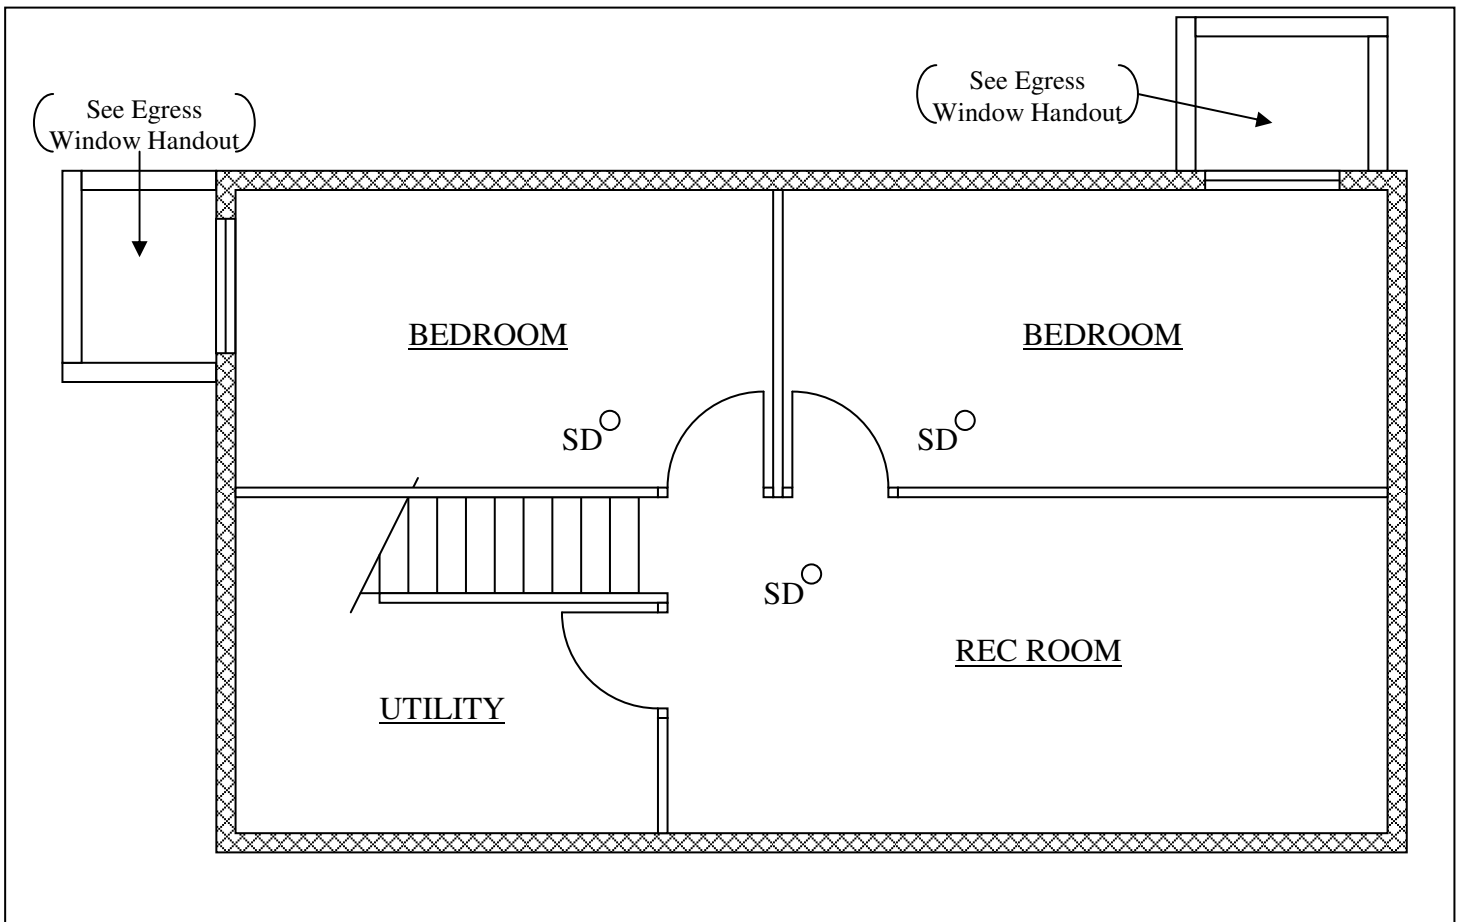 See Egress
Window Handout
See Egress
Window Handout
BEDROOM
BEDROOM
SD
SD
SD
REC ROOM
UTILITY